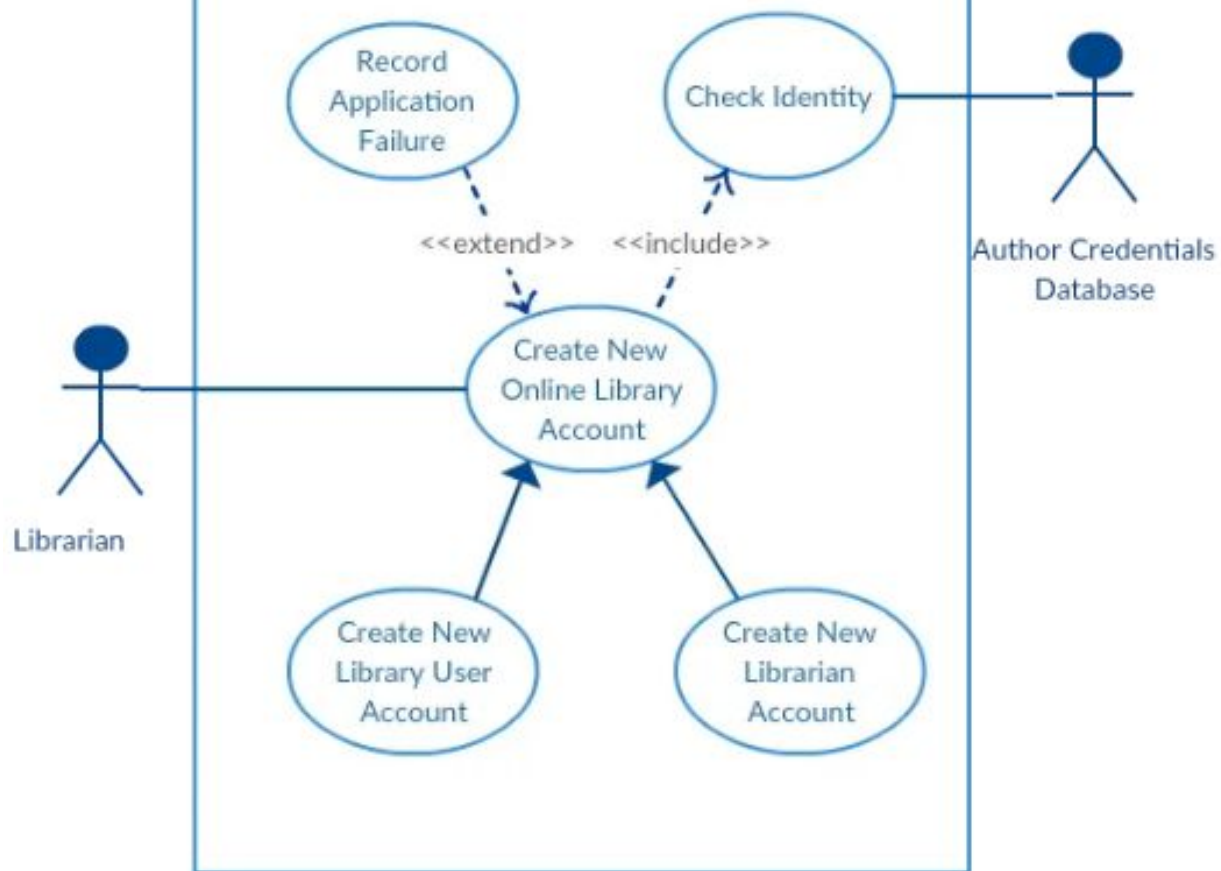 Record
Application
Failure
Check Identity
<<extend>>
<<include>>
Author Credentials
Database
Create New
Online Library
Account
Librarian
Create New
Library User
Account
Create New
Librarian
Account